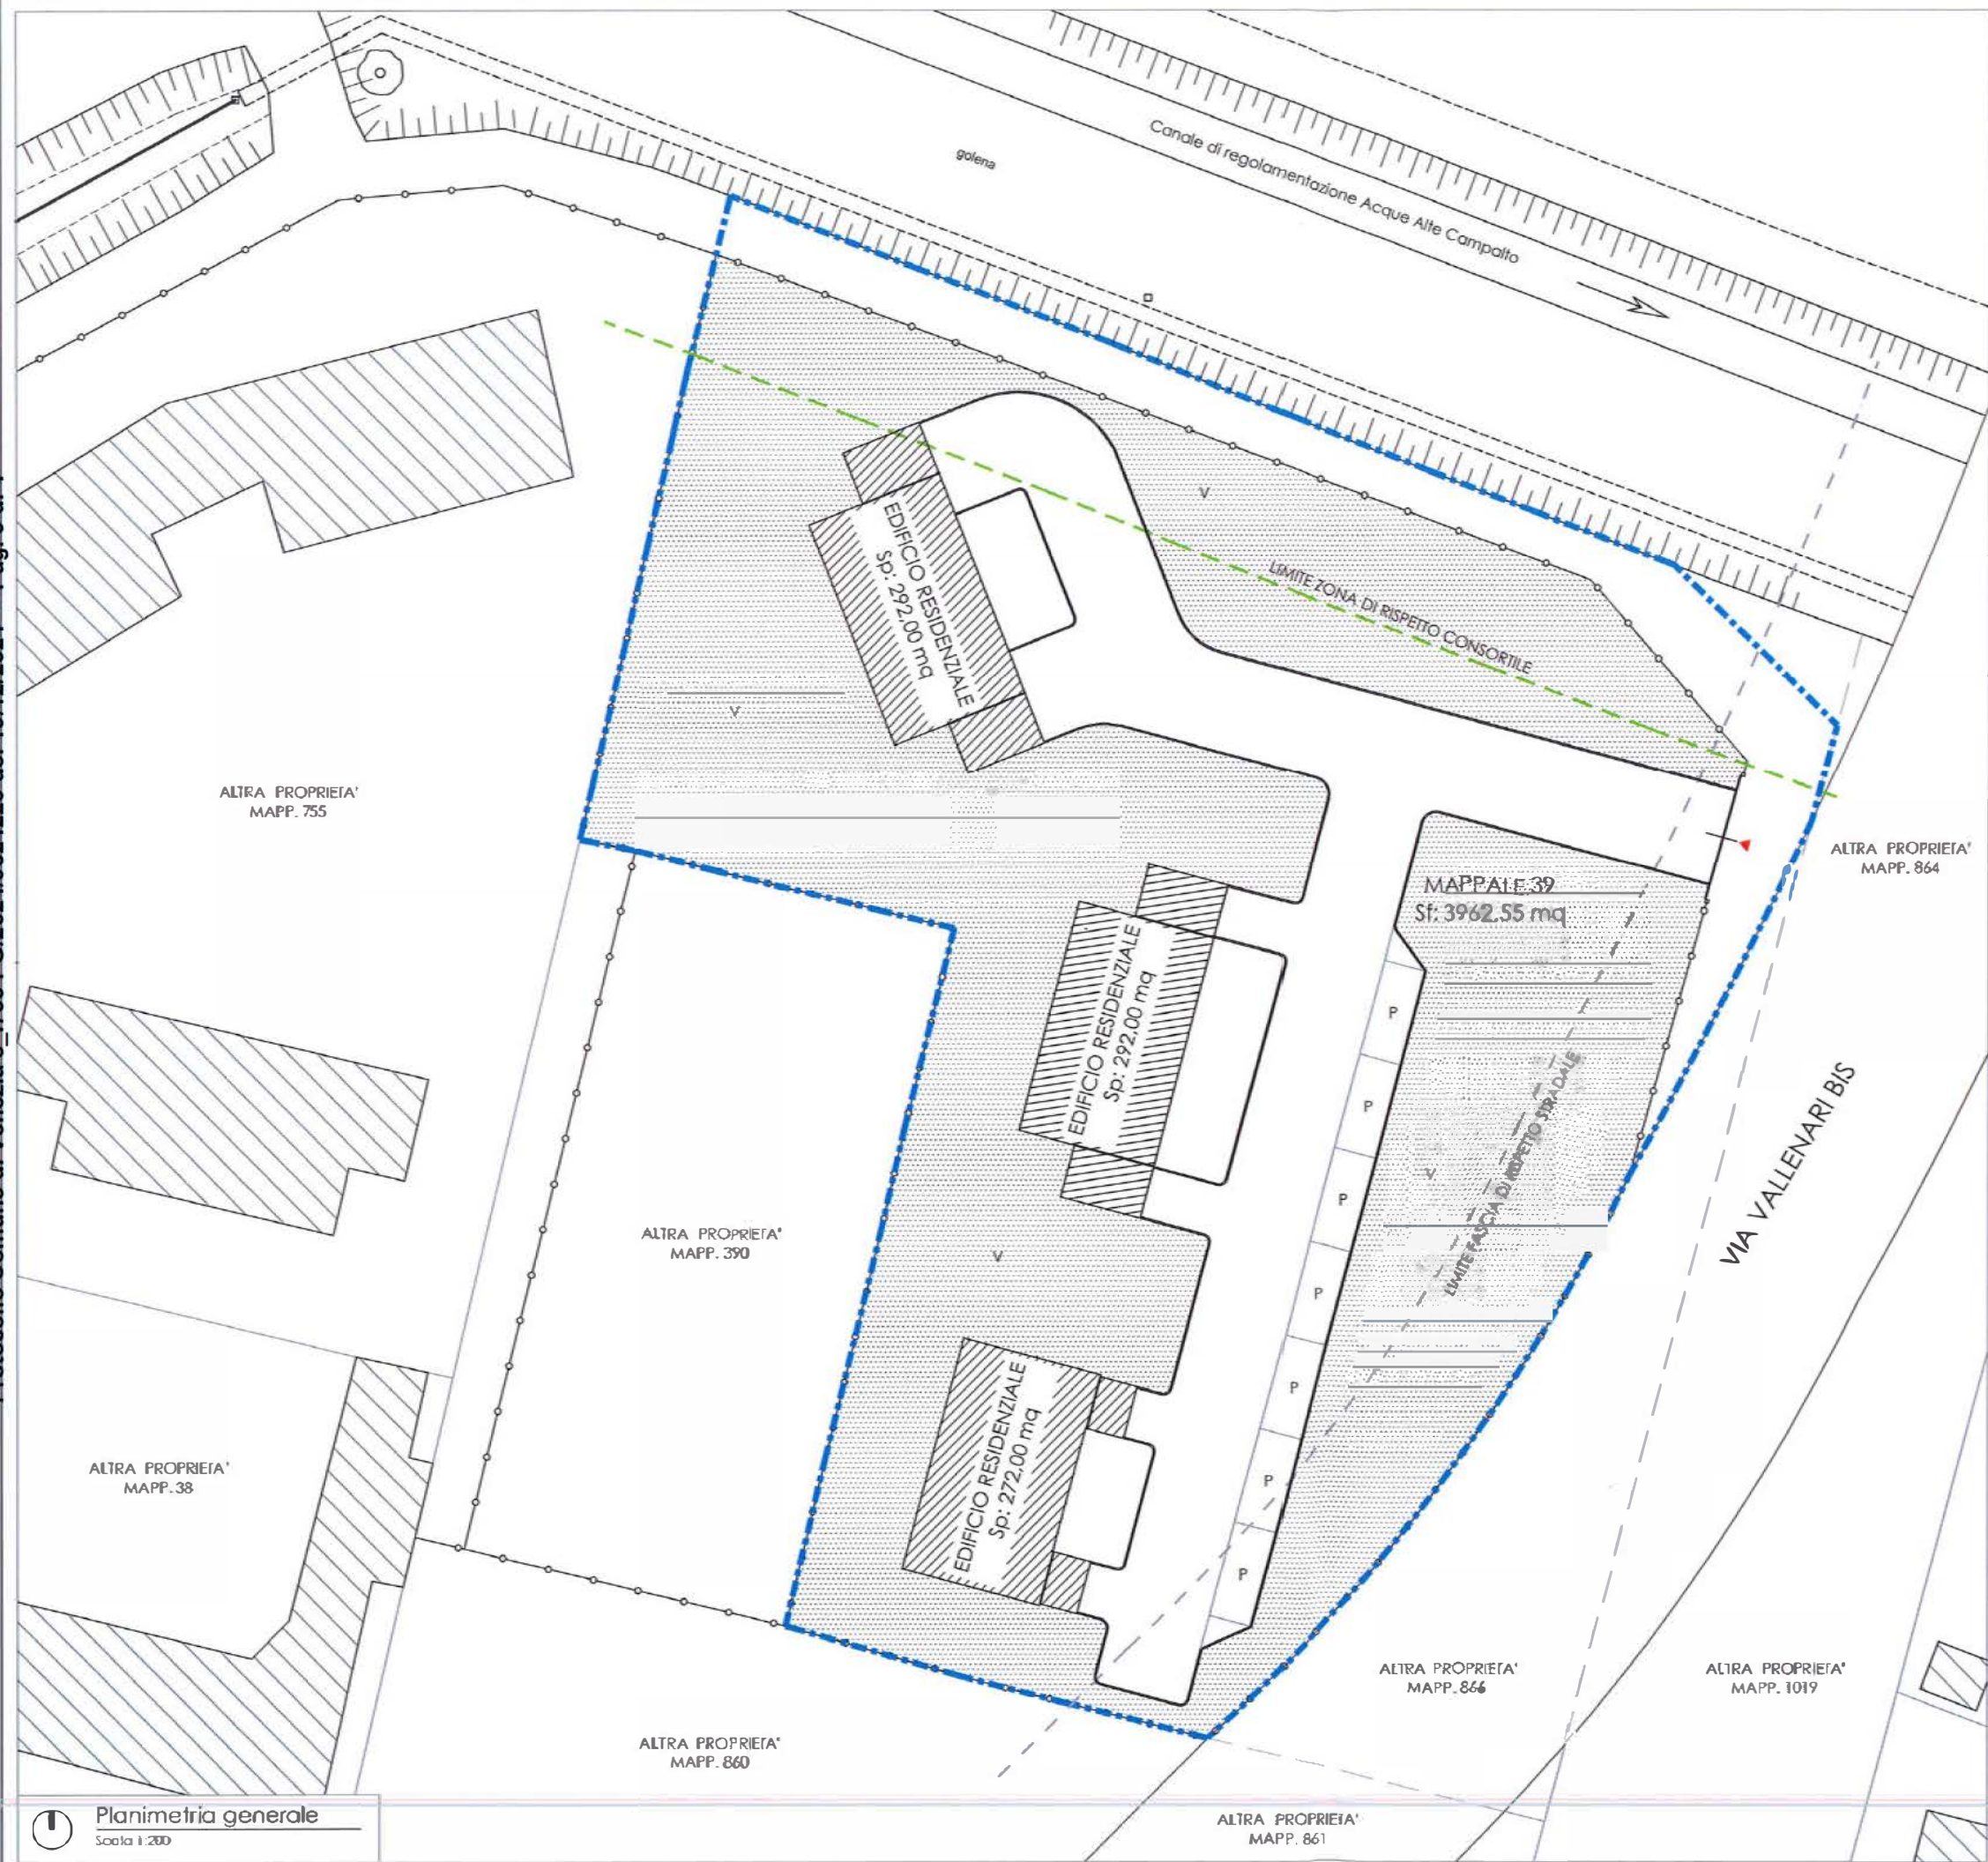 golena
Canale di regolamentazione Acque Alte Campalto
V
LIMITE ZONA DI RISPETTO CONSORTILE
EDIFICIO RESIDENZIALE
Sp: 292,00 mq
V
ALTRA PROPRIETA'
MAPP. 755
ALTRA PROPRIETA'
MAPP. 864
MAPPALE 39
Sf: 3962,55 mq
EDIFICIO RESIDENZIALE
Sp: 292,00 mq
P
P
P
P
P
P
P
V
LIMITE FASCIA DI RISPETTO STRADALE
VIA VALLENARI BIS
ALTRA PROPRIETA'
MAPP. 390
V
EDIFICIO RESIDENZIALE
Sp: 272,00 mq
ALTRA PROPRIETA'
MAPP. 38
ALTRA PROPRIETA'
MAPP. 866
ALTRA PROPRIETA'
MAPP. 1019
ALTRA PROPRIETA'
MAPP. 860
ALTRA PROPRIETA'
MAPP. 861
Planimetria generale
Scala 1:200